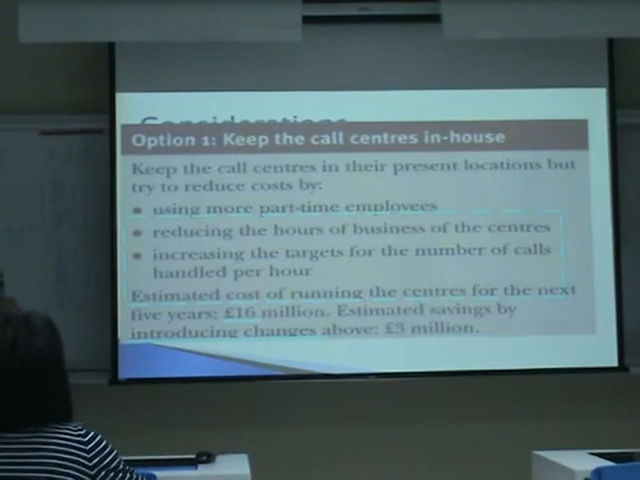 Considerations
Option 1: Keep the call centres in-house
Keep the call centres in their present locations but
try to reduce costs by:
• using more part-time employees
• reducing the hours of business of the centres
• increasing the targets for the number of calls
handled per hour
Estimated cost of running the centres for the next
five years: £16 million. Estimated savings by
introducing changes above: £3 million.